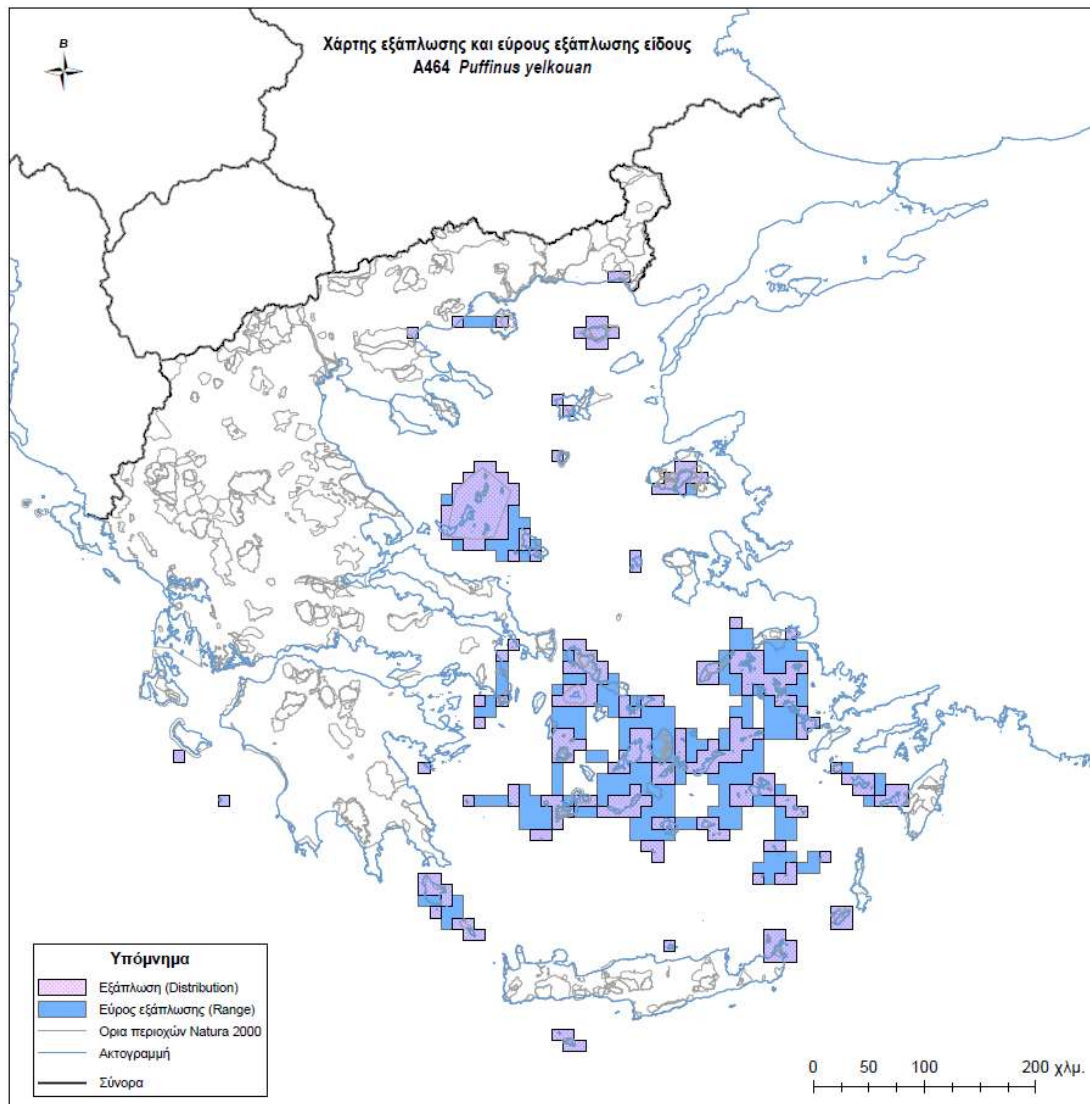 Χάρτης εξάπλωσης και εύρους εξάπλωσης είδους
A464 Puffinus yelkouan
B
Υπόμνημα
Εξάπλωση (Distribution)
Εύρος εξάπλωσης (Range)
Ορια περιοχών Natura 2000
Ακτογραμμή
Σύνορα
0 50 100 200 χλμ.